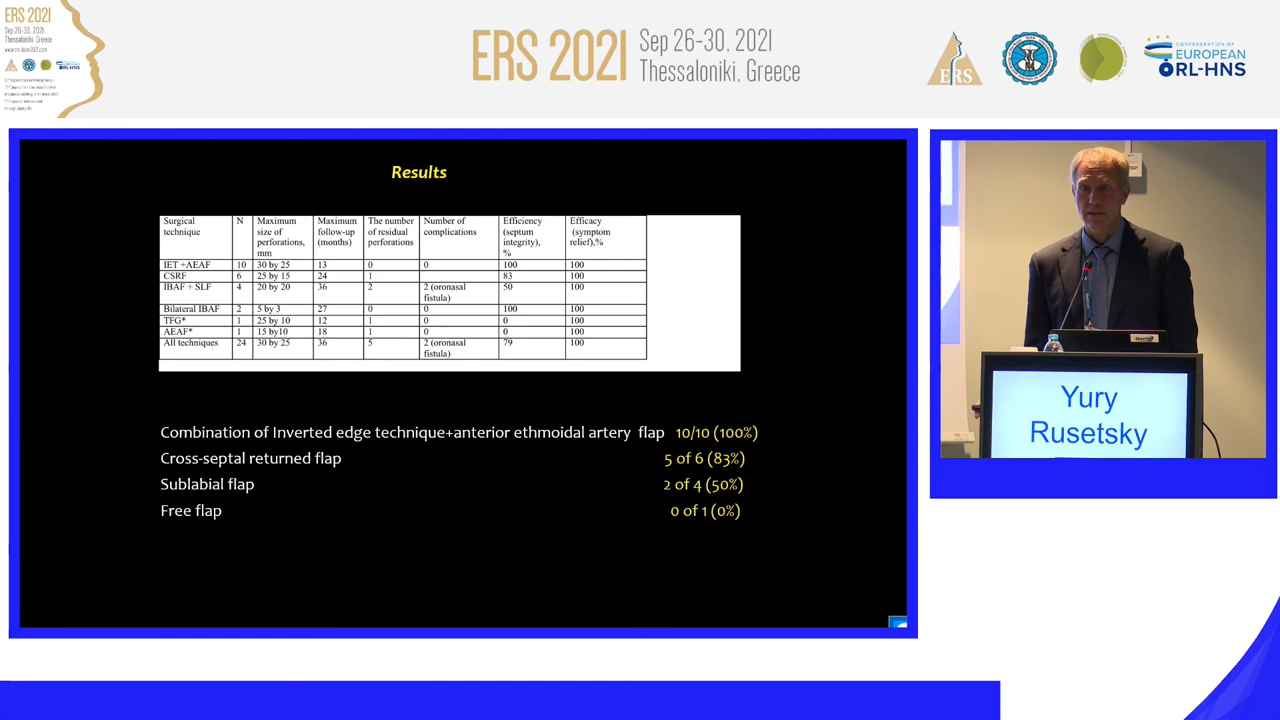 ERS 2021
Sep 26-30, 2021
Thessaloniki, Greece
www.ers-isian2021.com
ERS 2021
Sep 26-30, 2021
Thessaloniki, Greece
ERS
CONFEDERATION OF
EUROPEAN
ORL-HNS
Results
Surgical technique | N | Maximum size of perforations, mm | Maximum follow-up (months) | The number of residual perforations | Number of complications | Efficiency (septum integrity), % | Efficacy (symptom relief),%
IET +AEAF | 10 | 30 by 25 | 13 | 0 | 0 | 100 | 100
CSRF | 6 | 25 by 15 | 24 | 1 | | 83 | 100
IBAF + SLF | 4 | 20 by 20 | 36 | 2 | 2 (oronasal fistula) | 50 | 100
Bilateral IBAF | 2 | 5 by 3 | 27 | 0 | 0 | 100 | 100
TFG* | 1 | 25 by 10 | 12 | 1 | 0 | 0 | 100
AEAF* | 1 | 15 by10 | 18 | 1 | 0 | 0 | 100
All techniques | 24 | 30 by 25 | 36 | 5 | 2 (oronasal fistula) | 79 | 100
Combination of Inverted edge technique+anterior ethmoidal artery flap 10/10 (100%)
Cross-septal returned flap 5 of 6 (83%)
Sublabial flap 2 of 4 (50%)
Free flap 0 of 1 (0%)
Yury
Rusetsky